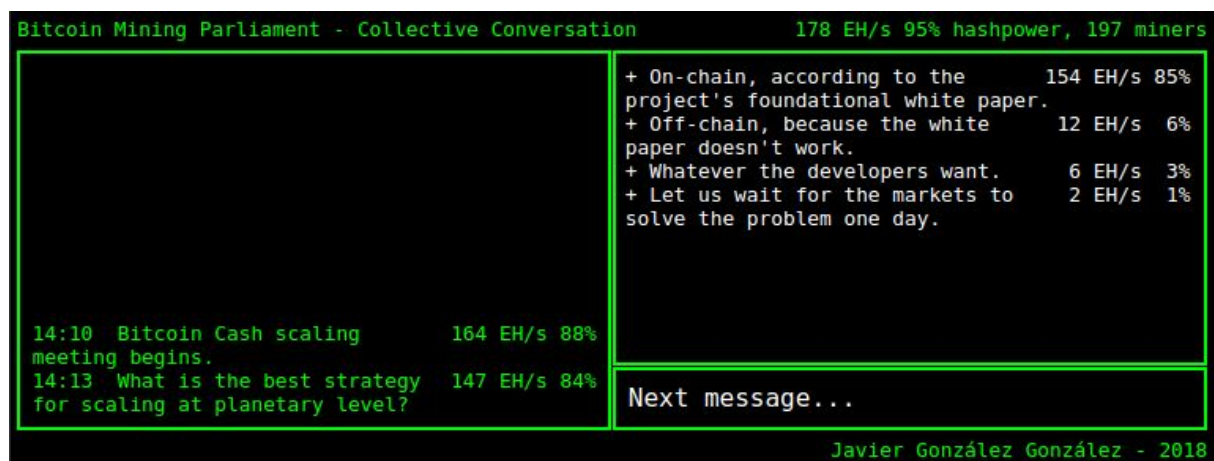 Bitcoin Mining Parliament - Collective Conversation 178 EH/s 95% hashpower, 197 miners
14:10 Bitcoin Cash scaling 164 EH/s 88%
meeting begins.
14:13 What is the best strategy 147 EH/s 84%
for scaling at planetary level?
+ On-chain, according to the 154 EH/s 85%
project's foundational white paper.
+ Off-chain, because the white 12 EH/s 6%
paper doesn't work.
+ Whatever the developers want. 6 EH/s 3%
+ Let us wait for the markets to 2 EH/s 1%
solve the problem one day.
Next message...
Javier González González - 2018